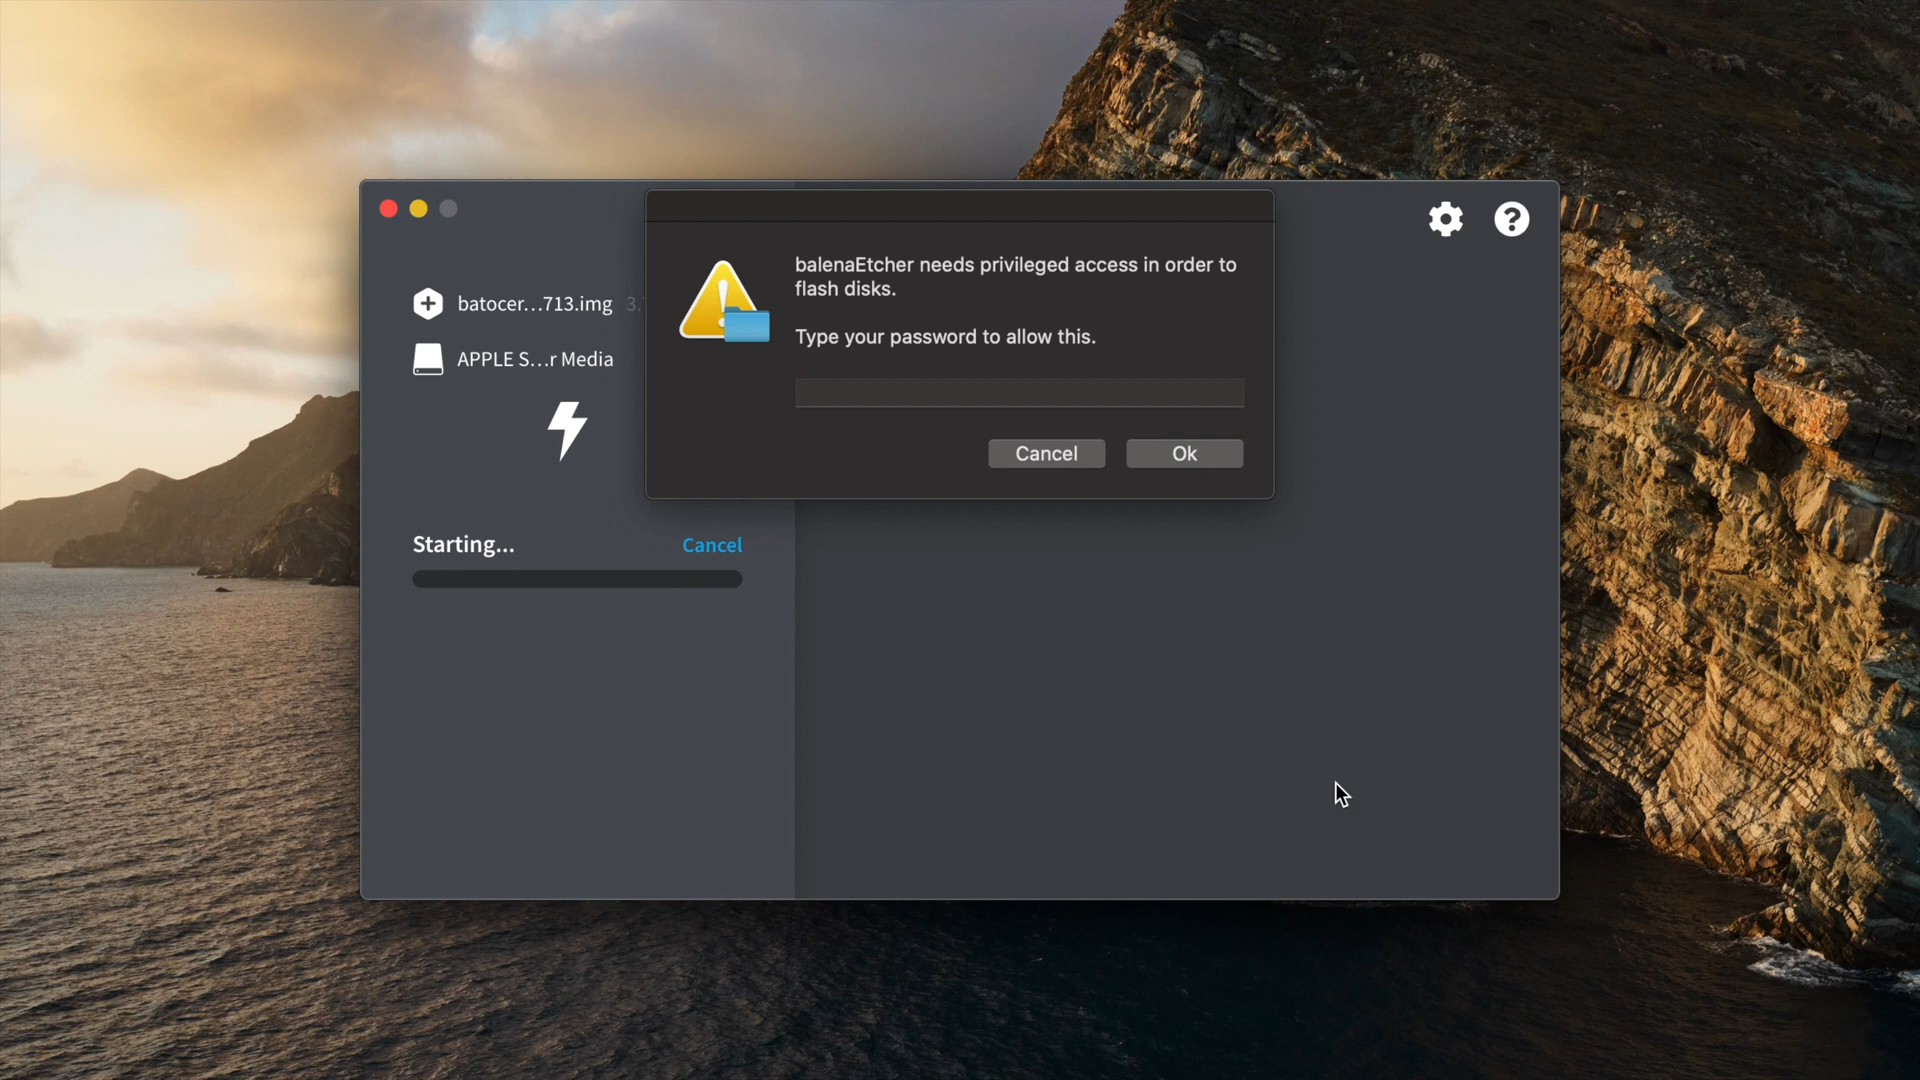 balenaEtcher needs privileged access in order to
flash disks.
Type your password to allow this.
Cancel
Ok
batocer...713.img 3.
APPLE S...r Media
Starting...
Cancel